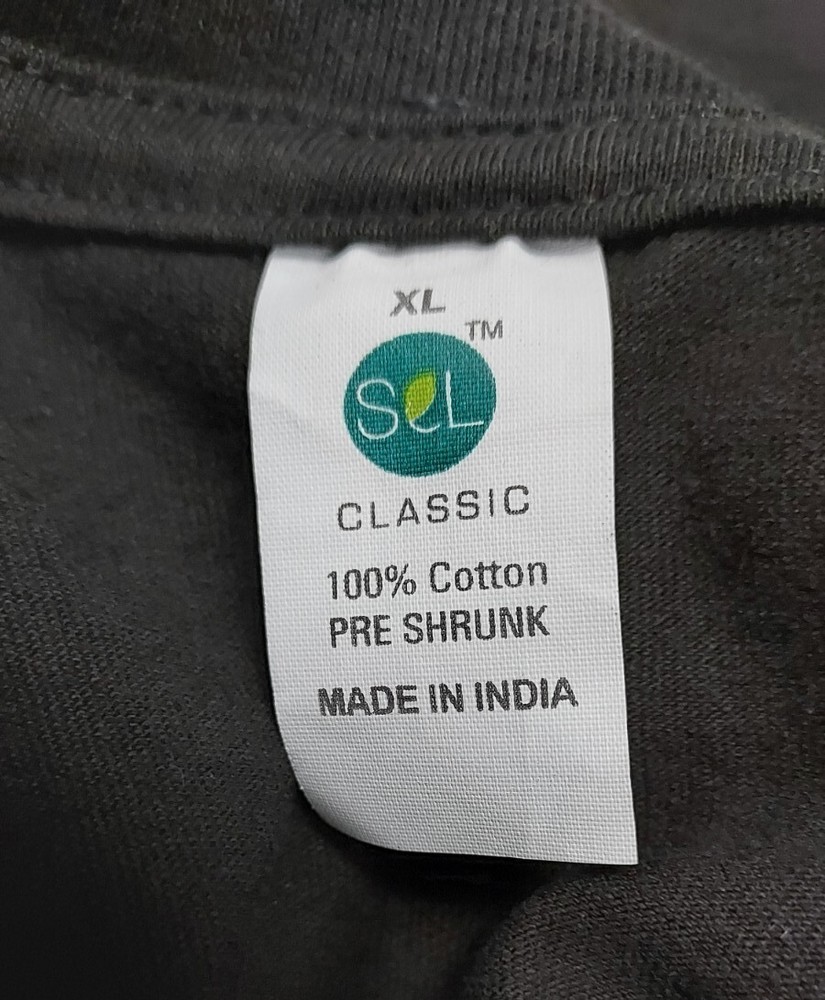 XL
TM
SeL
CLASSIC
100% Cotton
PRE SHRUNK
MADE IN INDIA